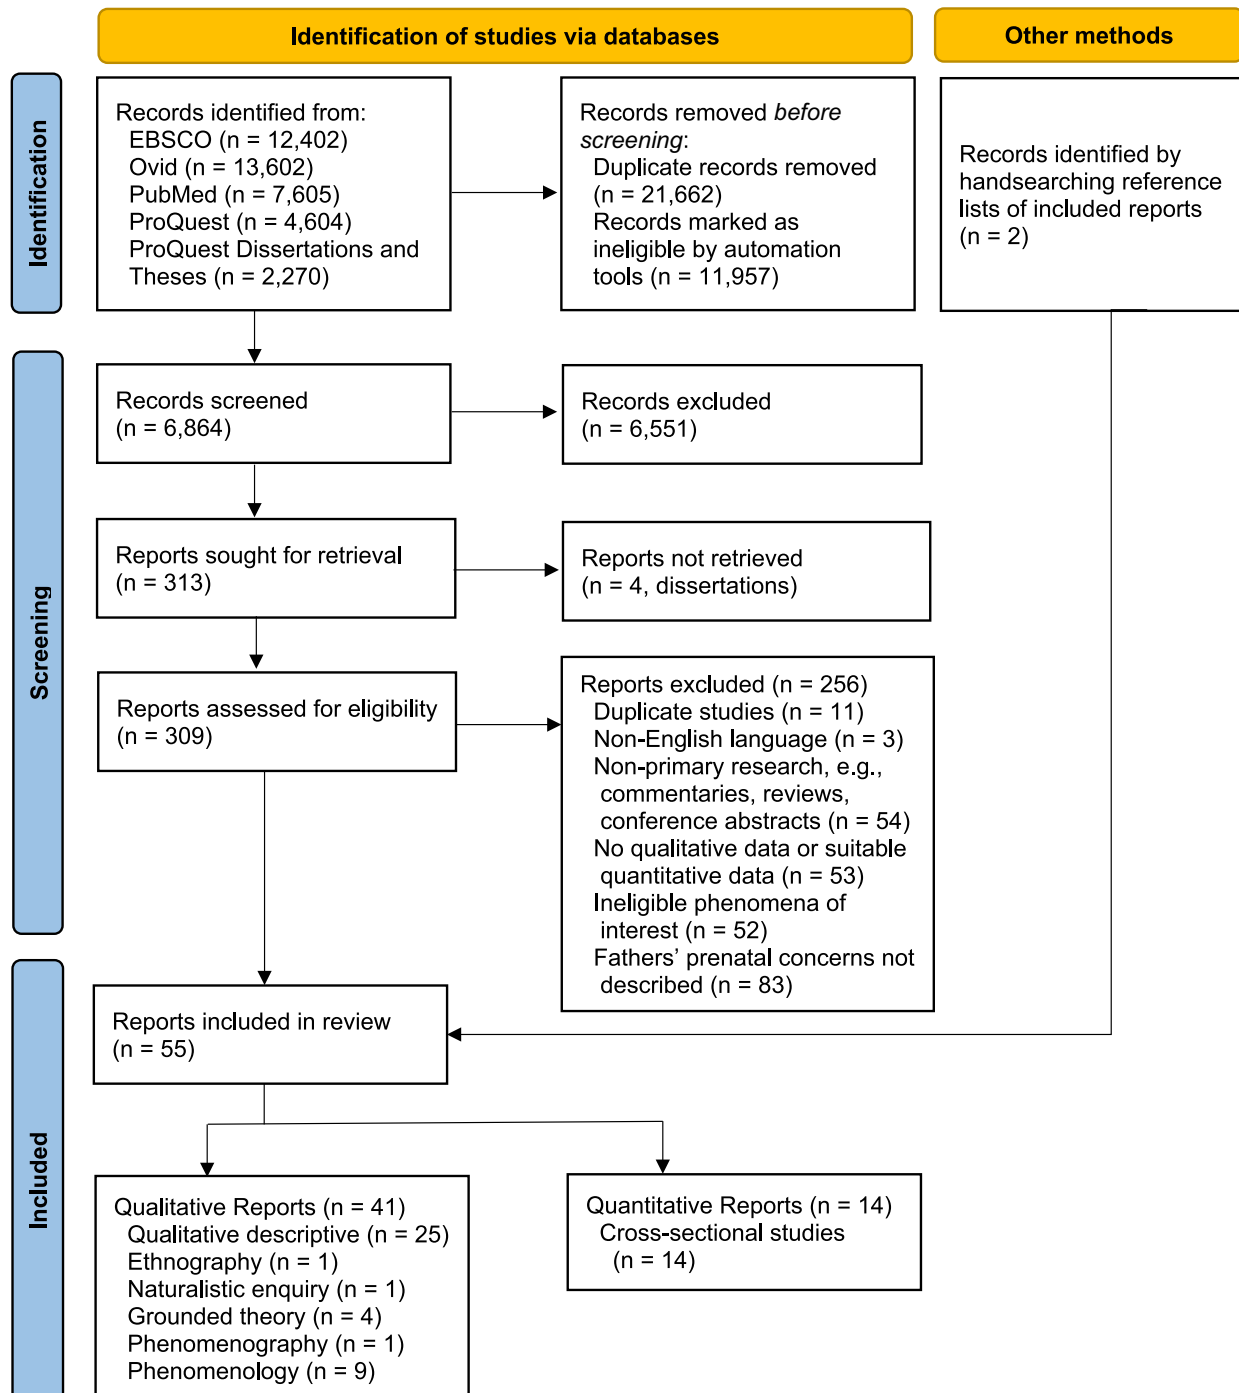 Identification of studies via databases
Other methods
Identification
Records identified from:
EBSCO (n = 12,402)
Ovid (n = 13,602)
PubMed (n = 7,605)
ProQuest (n = 4,604)
ProQuest Dissertations and
Theses (n = 2,270)
Records removed before
screening:
Duplicate records removed
(n = 21,662)
Records marked as
ineligible by automation
tools (n = 11,957)
Records identified by
handsearching reference
lists of included reports
(n = 2)
Screening
Records screened
(n = 6,864)
Records excluded
(n = 6,551)
Reports sought for retrieval
(n = 313)
Reports not retrieved
(n = 4, dissertations)
Reports assessed for eligibility
(n = 309)
Reports excluded (n = 256)
Duplicate studies (n = 11)
Non-English language (n = 3)
Non-primary research, e.g.,
commentaries, reviews,
conference abstracts (n = 54)
No qualitative data or suitable
quantitative data (n = 53)
Ineligible phenomena of
interest (n = 52)
Fathers’ prenatal concerns not
described (n = 83)
Included
Reports included in review
(n = 55)
Qualitative Reports (n = 41)
Qualitative descriptive (n = 25)
Ethnography (n = 1)
Naturalistic enquiry (n = 1)
Grounded theory (n = 4)
Phenomenography (n = 1)
Phenomenology (n = 9)
Quantitative Reports (n = 14)
Cross-sectional studies
(n = 14)